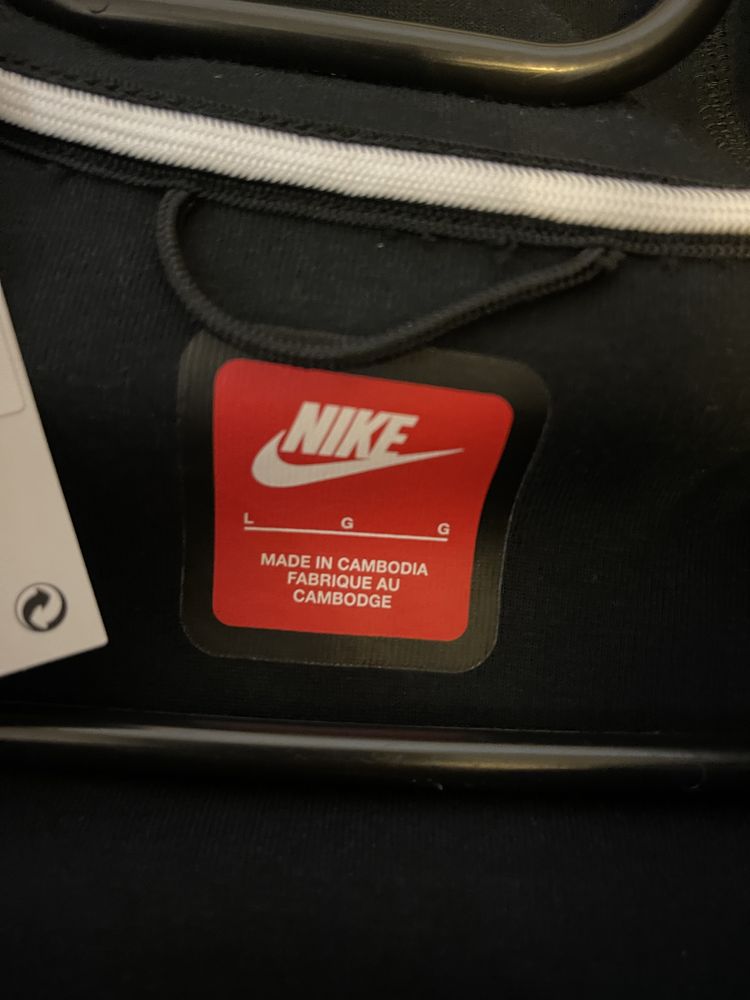 NIKE
L G G
MADE IN CAMBODIA
FABRIQUE AU
CAMBODGE